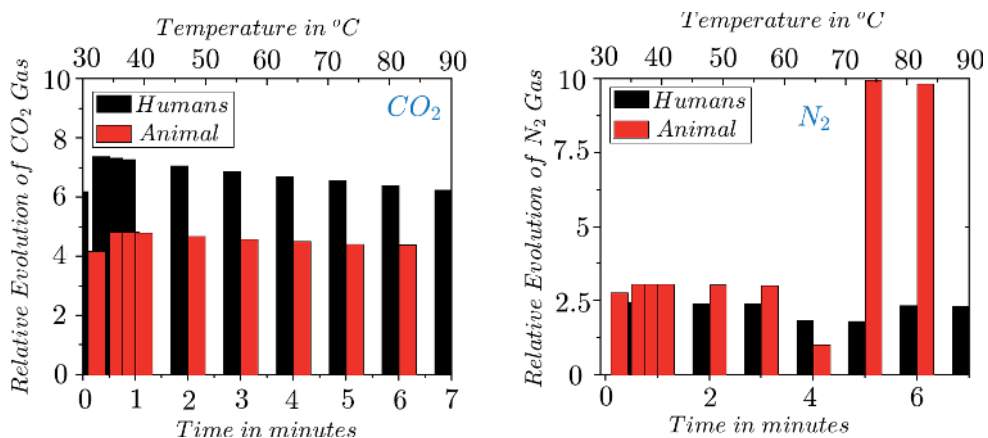 Temperature in °C
30 40 50 60 70 80 90
10
8
6
4
2
0
Relative Evolution of CO2 Gas
Humans
Animal
CO2
0 1 2 3 4 5 6 7
Time in minutes
Temperature in °C
30 40 50 60 70 80 90
10
7.5
5
2.5
0
Relative Evolution of N2 Gas
Humans
Animal
N2
0 2 4 6
Time in minutes